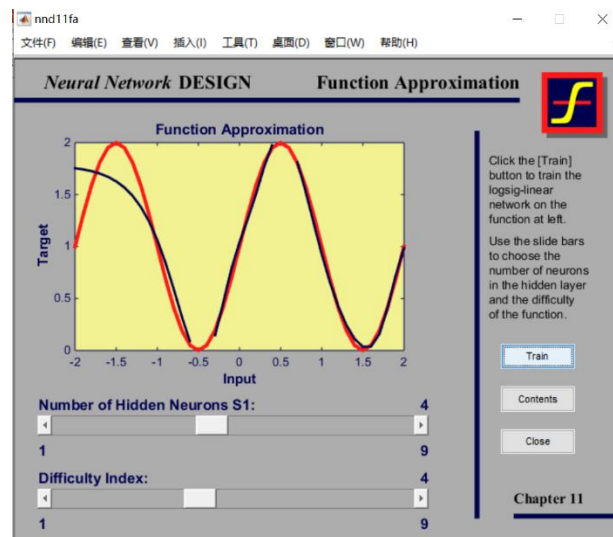 nnd11fa
文件(F) 编辑(E) 查看(V) 插入(I) 工具(T) 桌面(D) 窗口(W) 帮助(H)
Neural Network DESIGN Function Approximation
Function Approximation
Click the [Train]
button to train the
logsig-linear
network on the
function at left.
Use the slide bars
to choose the
number of neurons
in the hidden layer
and the difficulty
of the function.
Target
2
1.5
1
0.5
0
-2 -1.5 -1 -0.5 0 0.5 1 1.5 2
Input
Train
Contents
Close
Number of Hidden Neurons S1: 4
1 9
Difficulty Index: 4
1 9
Chapter 11